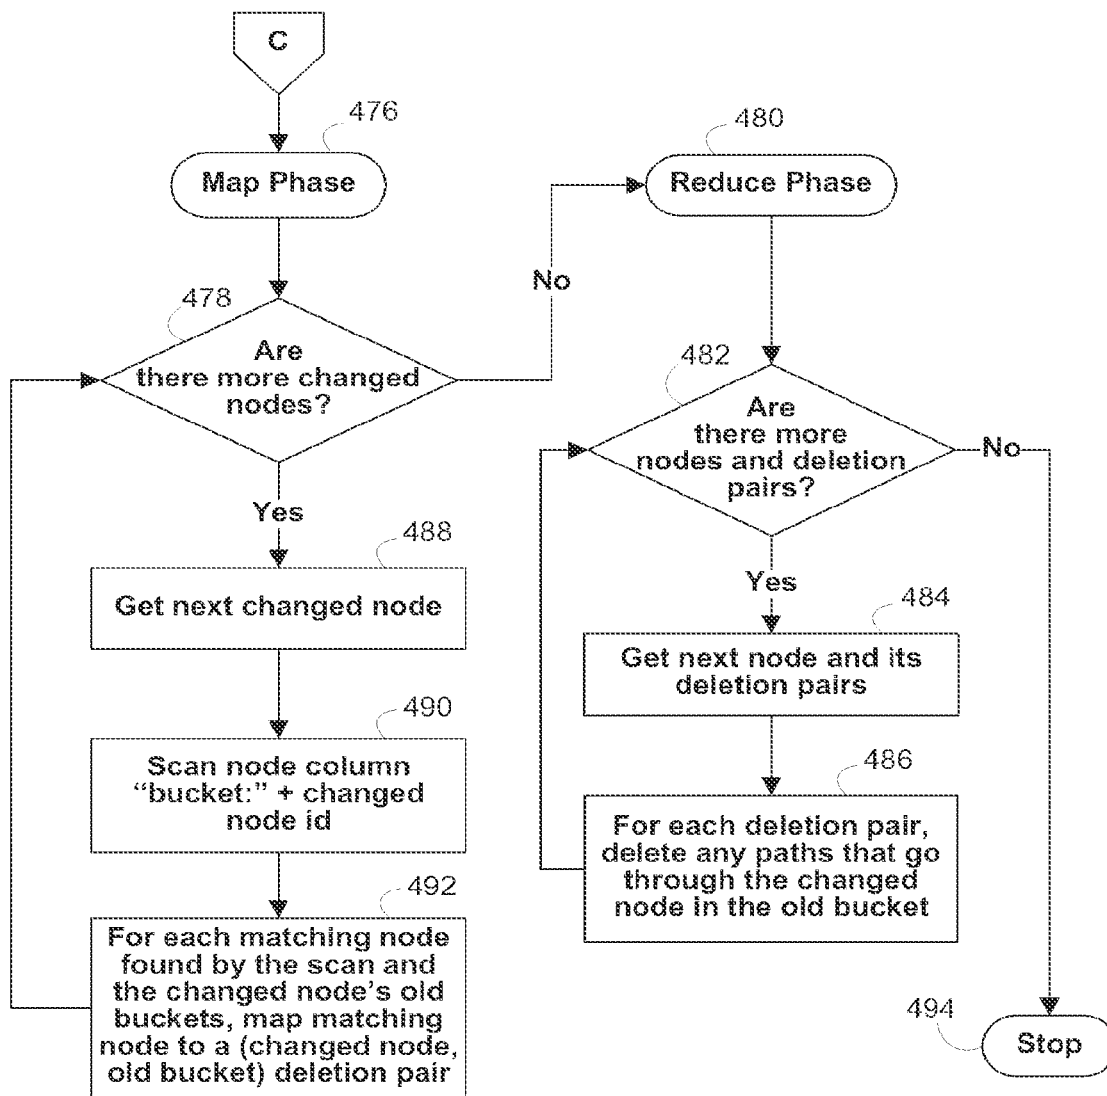 C
476
Map Phase
478
Are
there more changed
nodes?
No
Yes
488
Get next changed node
490
Scan node column
“bucket:” + changed
node id
492
For each matching node
found by the scan and
the changed node's old
buckets, map matching
node to a (changed node,
old bucket) deletion pair
480
Reduce Phase
482
Are
there more
nodes and deletion
pairs?
No
Yes
484
Get next node and its
deletion pairs
486
For each deletion pair,
delete any paths that go
through the changed
node in the old bucket
494
Stop